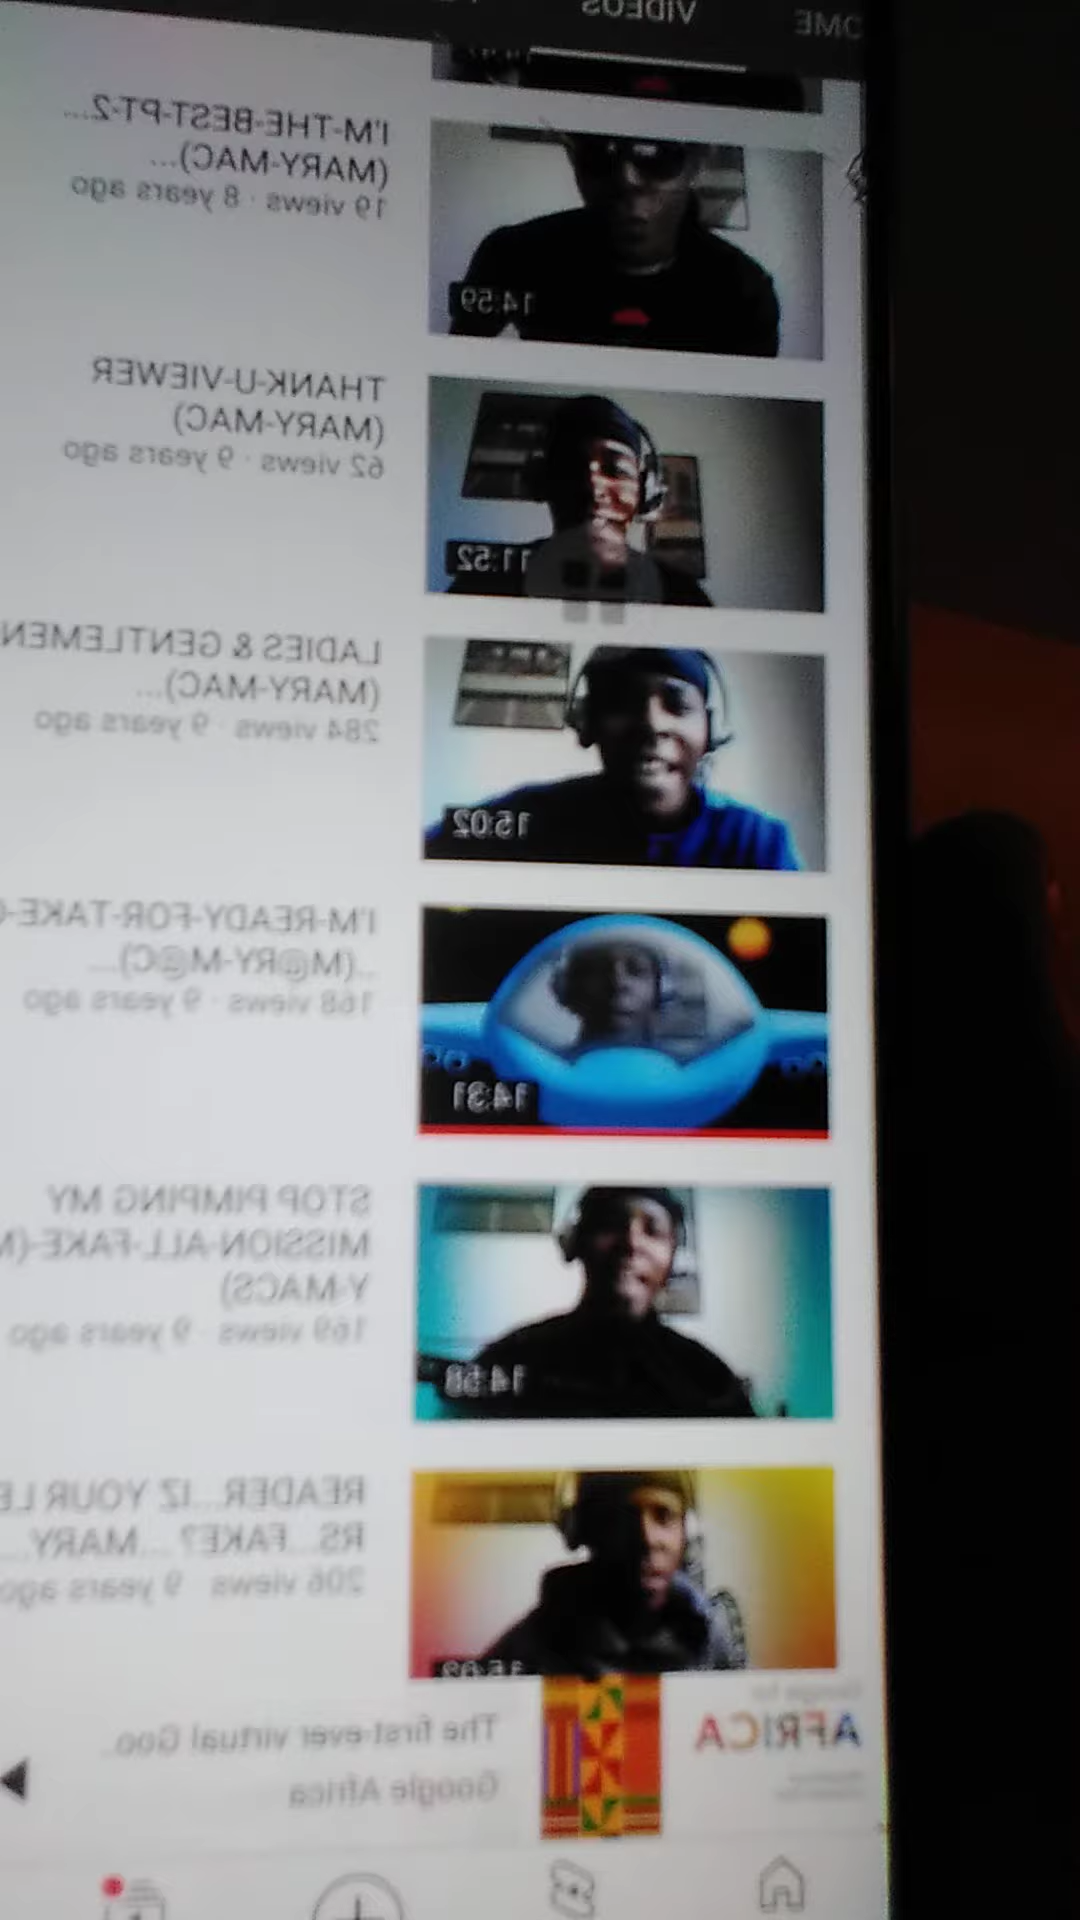 OME
VIDEOS
I'M-THE-BEST-PT-2...
(MARY-MAC)...
19 views · 8 years ago
14:59
THANK-U-VIEWER
(MARY-MAC)
62 views · 9 years ago
11:52
LADIES & GENTLEMEN
(MARY-MAC)...
284 views · 9 years ago
15:02
I'M-READY-FOR-TAKE-
..(M@RY-M@C)...
168 views · 9 years ago
14:31
STOP PIMPING MY
MISSION-ALL-FAKE-(M
Y-MACS)
169 views · 9 years ago
14:58
READER...IZ YOUR LE
RS...FAKE?....MARY....
206 views · 9 years ago
AFRICA
The first-ever virtual Goo..
Google Africa